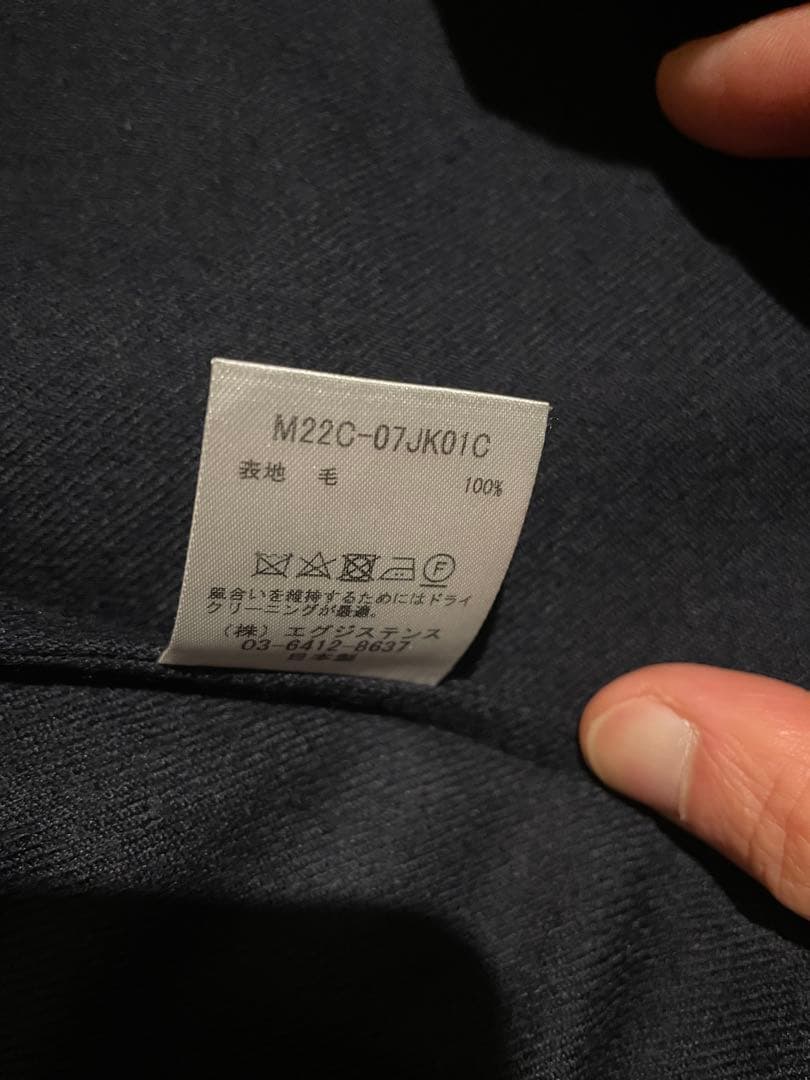 M22C-07JK01C
表地 毛 100%
F
風合いを維持するためにはドライ
クリーニングが最適。
(株) エグジステンス
03-6412-8637
日本製